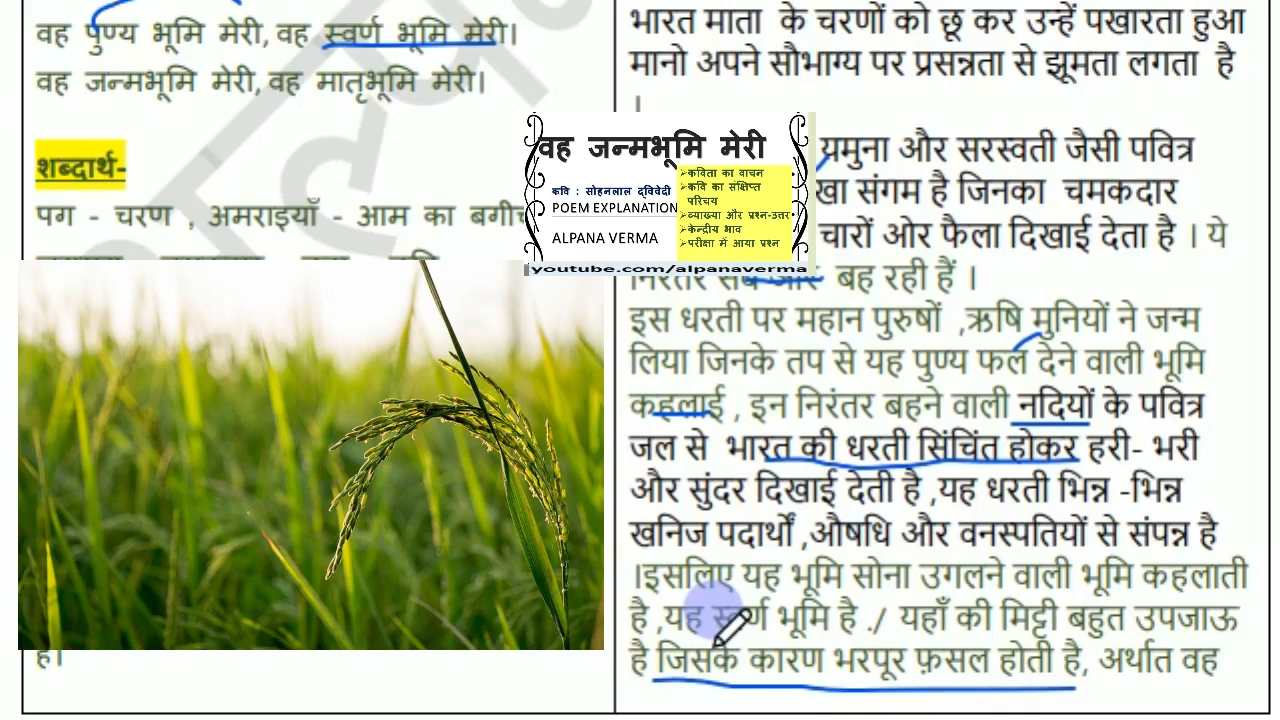 वह पुण्य भूमि मेरी, वह स्वर्ण भूमि मेरी।
वह जन्मभूमि मेरी, वह मातृभूमि मेरी।
शब्दार्थ-
पग - चरण , अमराइयाँ - आम का
है।
वह जन्मभूमि मेरी
कवि : सोहनलाल द्विवेदी
POEM EXPLANATION
ALPANA VERMA
कविता का वाचन
कवि का संक्षिप्त
परिचय
व्याख्या और प्रश्न-उत्तर
केन्द्रीय भाव
परीक्षा में आया प्रश्न
youtube.com/alpanaverma
भारत माता के चरणों को छू कर उन्हें पखारता हुआ
मानो अपने सौभाग्य पर प्रसन्नता से झूमता लगता है
।
यमुना और सरस्वती जैसी पवित्र
संगम है जिनका चमकदार
चारों ओर फैला दिखाई देता है । ये
निरंतर सब ओर बह रही हैं ।
इस धरती पर महान पुरुषों ,ऋषि मुनियों ने जन्म
लिया जिनके तप से यह पुण्य फल देने वाली भूमि
कहलाई , इन निरंतर बहने वाली नदियों के पवित्र
जल से भारत की धरती सिंचिंत होकर हरी- भरी
और सुंदर दिखाई देती है ,यह धरती भिन्न -भिन्न
खनिज पदार्थों ,औषधि और वनस्पतियों से संपन्न है
।इसलिए यह भूमि सोना उगलने वाली भूमि कहलाती
है ,यह स्वर्ण भूमि है ./ यहाँ की मिट्टी बहुत उपजाऊ
है जिसके कारण भरपूर फ़सल होती है, अर्थात वह